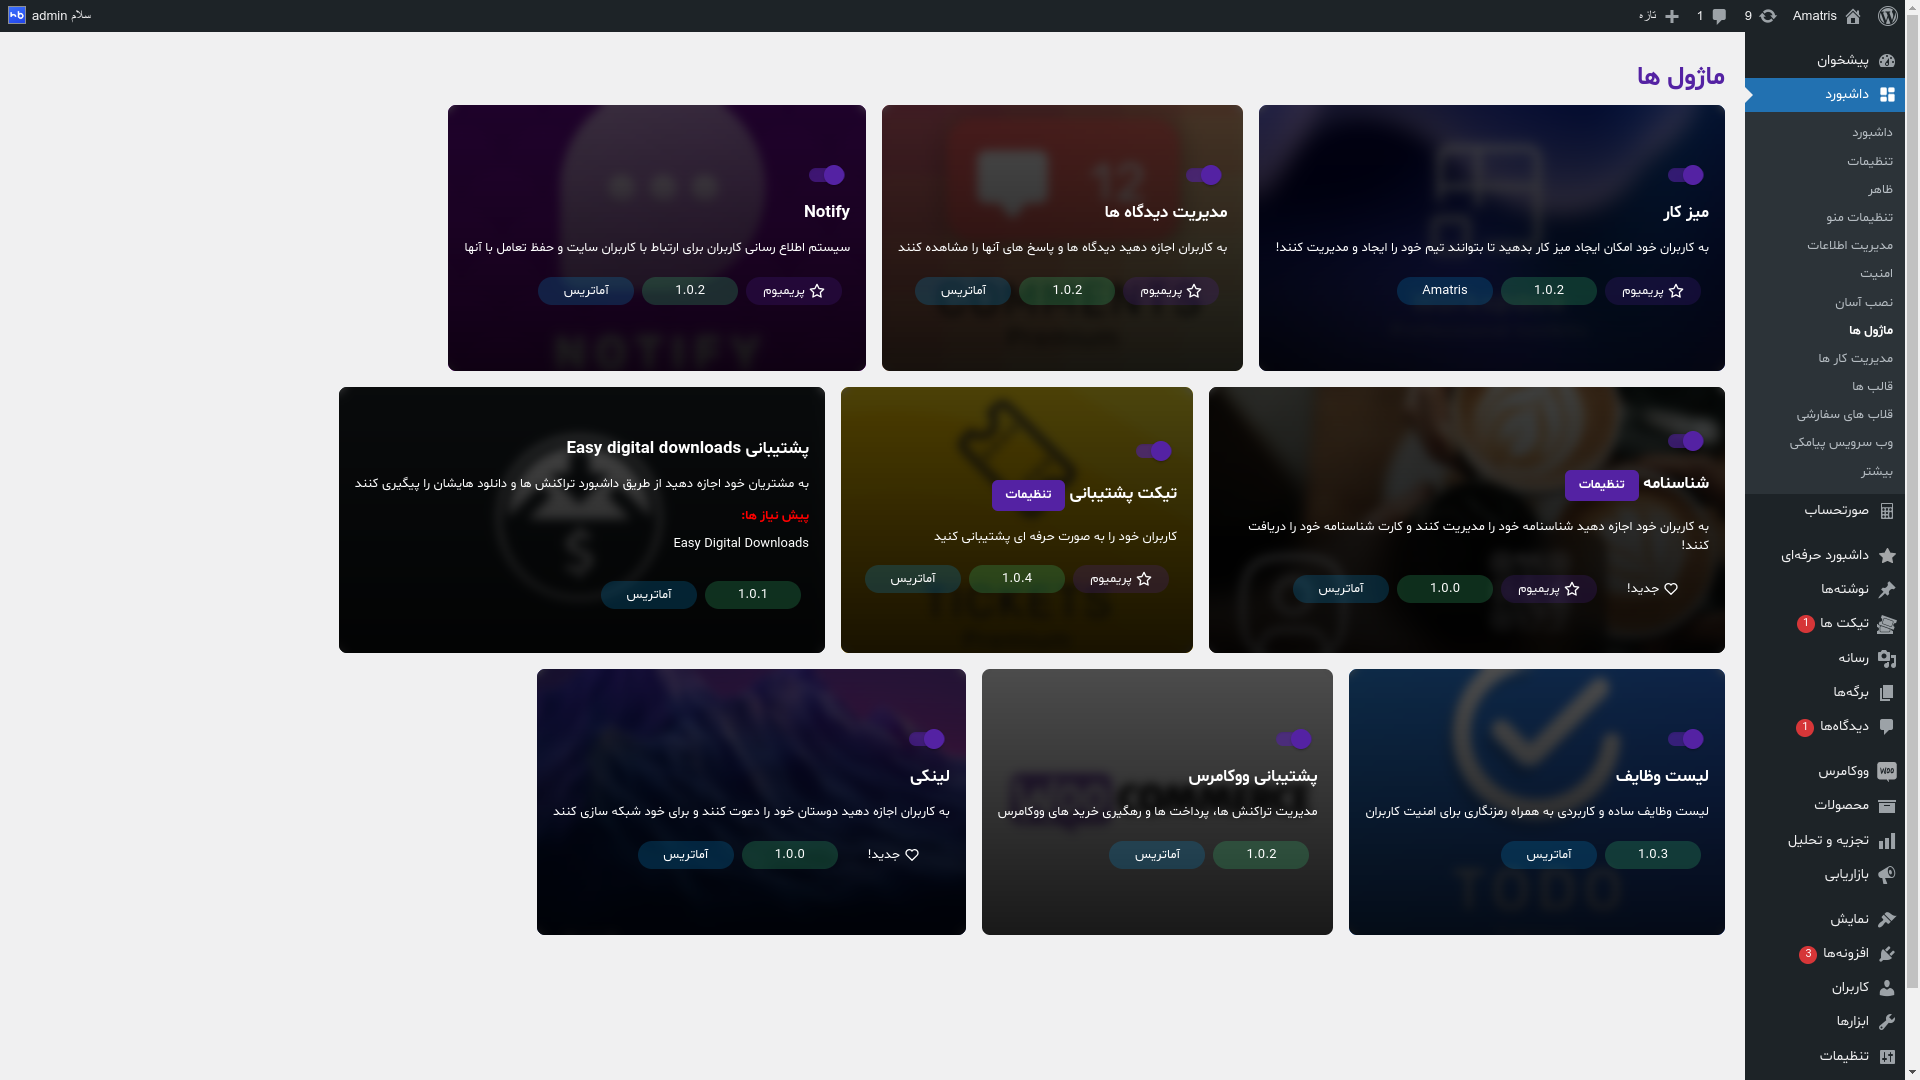 Amatris
9
1
تازه
سلام admin
پیشخوان
داشبورد
داشبورد
تنظیمات
ظاهر
تنظیمات منو
مدیریت اطلاعات
امنیت
نصب آسان
ماژول ها
مدیریت کار ها
قالب ها
قلاب های سفارشی
وب سرویس پیامکی
بیشتر
صورتحساب
داشبورد حرفه‌ای
نوشته‌ها
تیکت ها 1
رسانه
برگه‌ها
دیدگاه‌ها 1
ووکامرس
محصولات
تجزیه و تحلیل
بازاریابی
نمایش
افزونه‌ها 3
کاربران
ابزارها
تنظیمات
ماژول ها
میز کار
به کاربران خود امکان ایجاد میز کار بدهید تا بتوانند تیم خود را ایجاد و مدیریت کنند!
پریمیوم
1.0.2
Amatris
12
مدیریت دیدگاه ها
به کاربران اجازه دهید دیدگاه ها و پاسخ های آنها را مشاهده کنند
پریمیوم
1.0.2
آماتریس
COMMENTS
Premium
Notify
سیستم اطلاع رسانی کاربران برای ارتباط با کاربران سایت و حفظ تعامل با آنها
پریمیوم
1.0.2
آماتریس
NOTIFY
شناسنامه
تنظیمات
به کاربران خود اجازه دهید شناسنامه خود را مدیریت کنند و کارت شناسنامه خود را دریافت
کنند!
جدید!
پریمیوم
1.0.0
آماتریس
تیکت پشتیبانی
تنظیمات
کاربران خود را به صورت حرفه ای پشتیبانی کنید
پریمیوم
1.0.4
آماتریس
TICKETS
پشتیبانی Easy digital downloads
به مشتریان خود اجازه دهید از طریق داشبورد تراکنش ها و دانلود هایشان را پیگیری کنند
پیش نیاز ها:
Easy Digital Downloads
1.0.1
آماتریس
لیست وظایف
لیست وظایف ساده و کاربردی به همراه رمزنگاری برای امنیت کاربران
1.0.3
آماتریس
TODO
پشتیبانی ووکامرس
مدیریت تراکنش ها، پرداخت ها و رهگیری خرید های ووکامرس
1.0.2
آماتریس
لینکی
به کاربران اجازه دهید دوستان خود را دعوت کنند و برای خود شبکه سازی کنند
جدید!
1.0.0
آماتریس